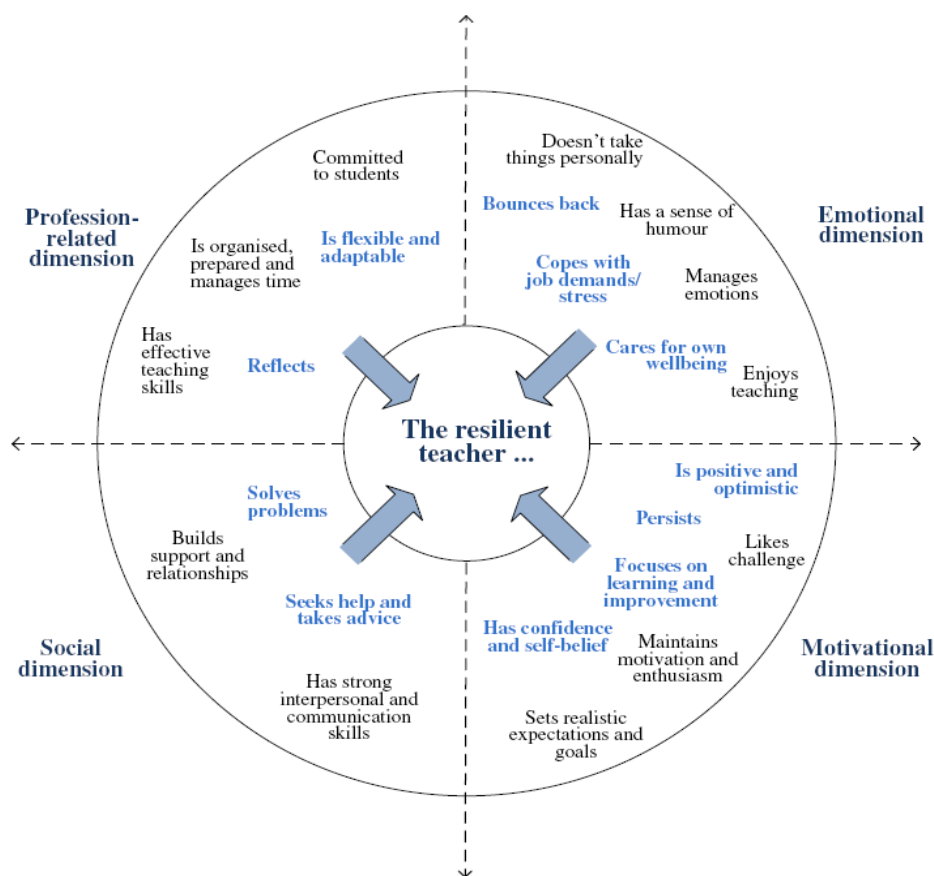 Profession-
related
dimension
Committed
to students
Is organised,
prepared and
manages time
Is flexible and
adaptable
Has
effective
teaching
skills
Reflects
Emotional
dimension
Doesn’t take
things personally
Bounces back
Has a sense of
humour
Copes with
job demands/
stress
Manages
emotions
Cares for own
wellbeing
Enjoys
teaching
The resilient
teacher ...
Social
dimension
Solves
problems
Builds
support and
relationships
Seeks help and
takes advice
Has strong
interpersonal and
communication
skills
Motivational
dimension
Is positive and
optimistic
Persists
Likes
challenge
Focuses on
learning and
improvement
Has confidence
and self-belief
Maintains
motivation and
enthusiasm
Sets realistic
expectations and
goals